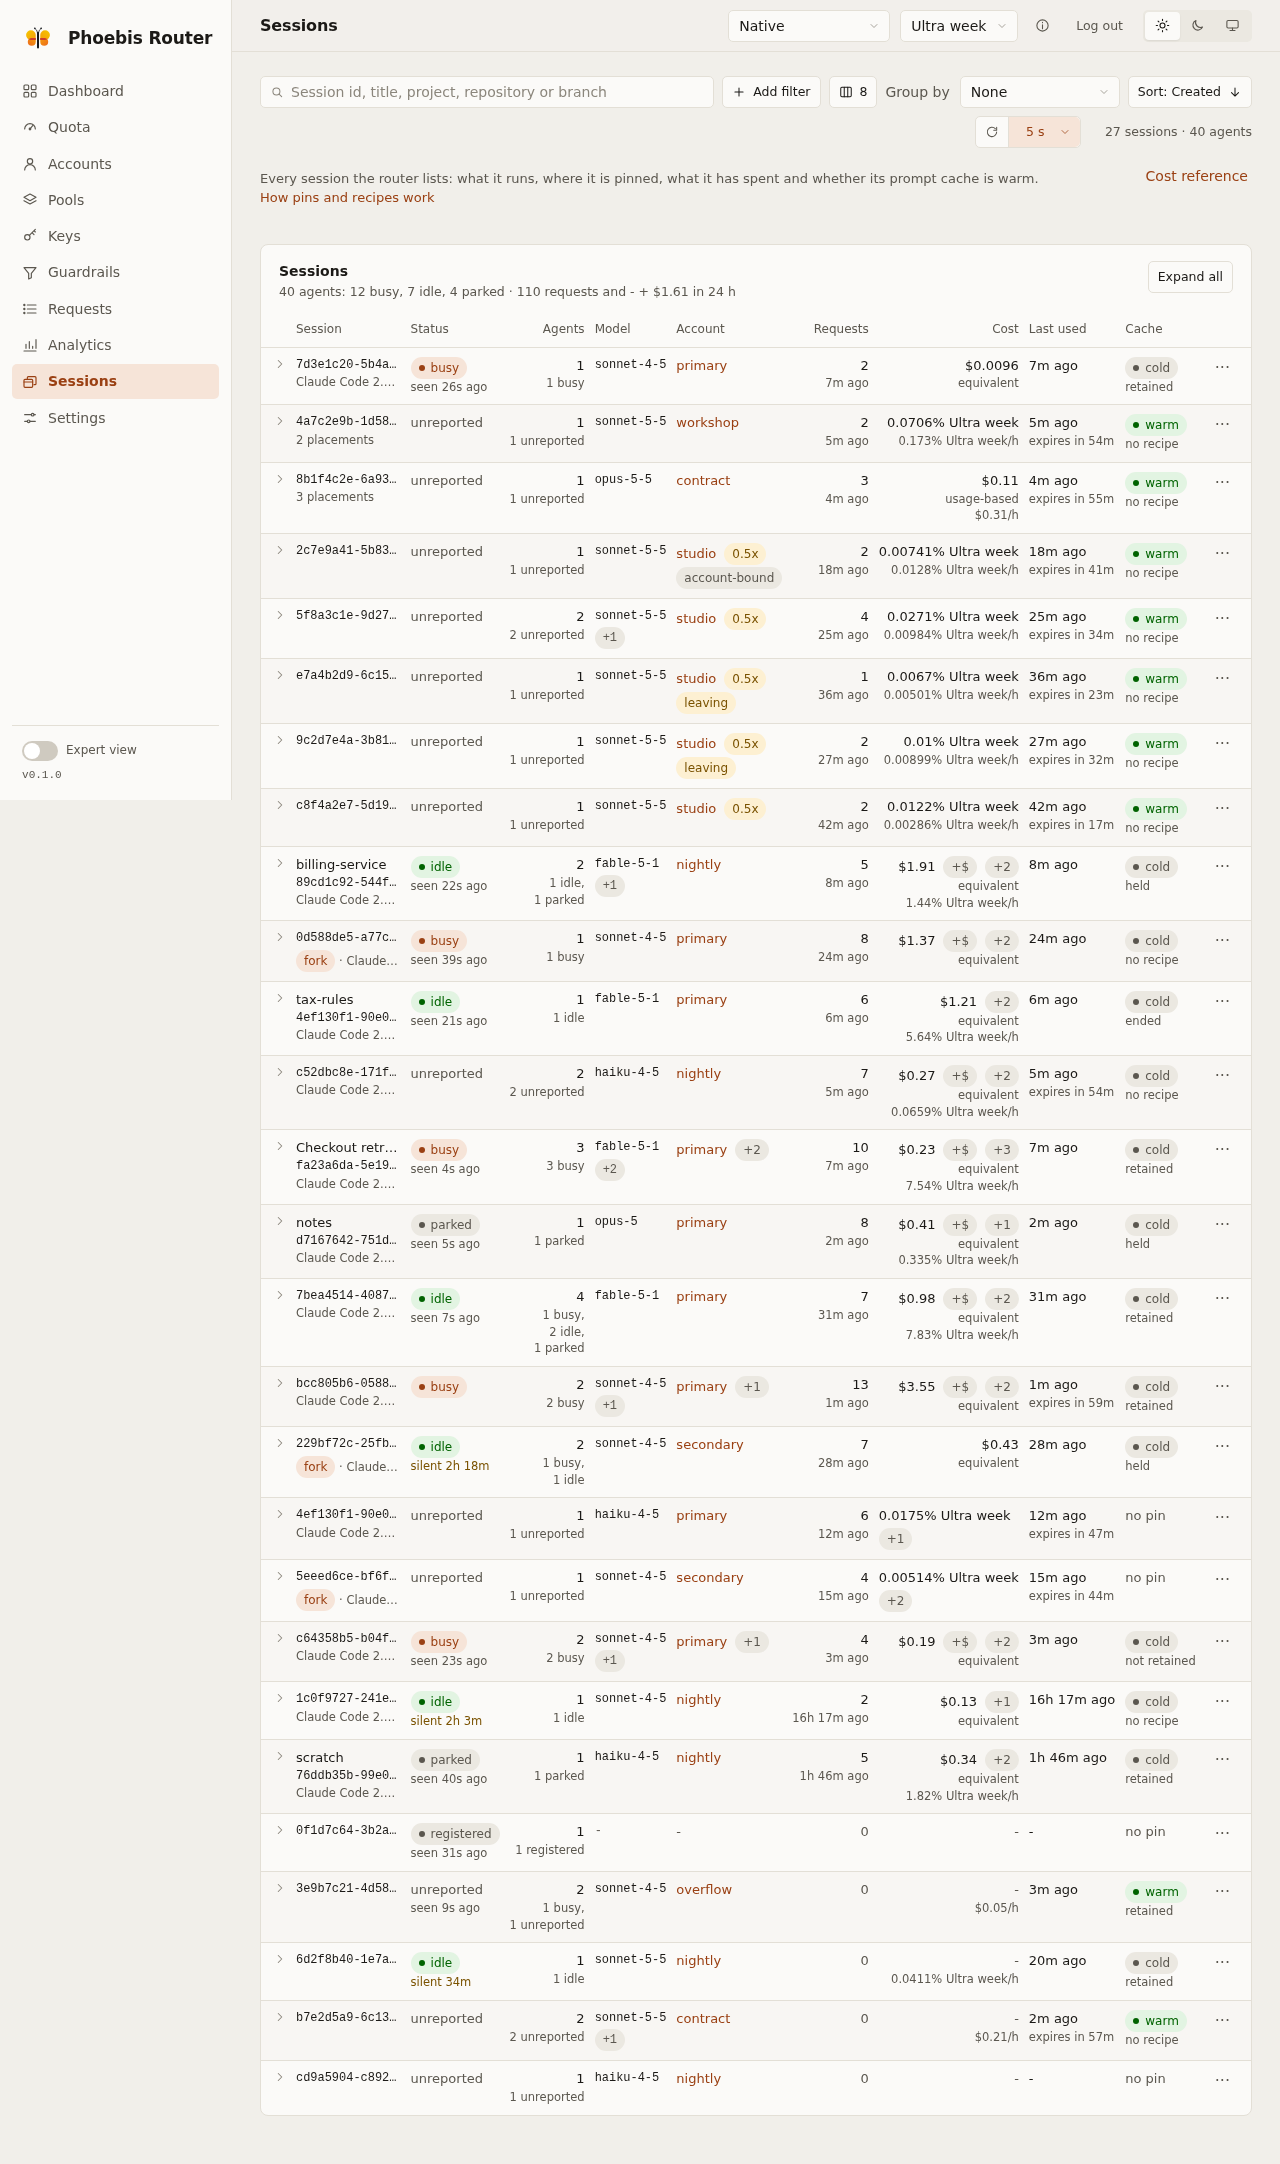 Phoebis Router
Dashboard
Quota
Accounts
Pools
Keys
Guardrails
Requests
Analytics
Sessions
Settings
Expert view
v0.1.0
Sessions
Native
Ultra week
Log out
Session id, title, project, repository or branch
Add filter
8
Group by
None
Sort: Created
5 s
27 sessions · 40 agents
Every session the router lists: what it runs, where it is pinned, what it has spent and whether its prompt cache is warm.
How pins and recipes work
Cost reference
Sessions
40 agents: 12 busy, 7 idle, 4 parked · 110 requests and - + $1.61 in 24 h
Expand all
Session Status Agents Model Account Requests Cost Last used Cache
7d3e1c20-5b4a… busy 1 sonnet-4-5 primary 2 $0.0096 7m ago cold ···
Claude Code 2.… seen 26s ago 1 busy 7m ago equivalent retained
4a7c2e9b-1d58… unreported 1 sonnet-5-5 workshop 2 0.0706% Ultra week 5m ago warm ···
2 placements 1 unreported 5m ago 0.173% Ultra week/h expires in 54m no recipe
8b1f4c2e-6a93… unreported 1 opus-5-5 contract 3 $0.11 4m ago warm ···
3 placements 1 unreported 4m ago usage-based expires in 55m no recipe
$0.31/h
2c7e9a41-5b83… unreported 1 sonnet-5-5 studio 0.5x 2 0.00741% Ultra week 18m ago warm ···
1 unreported account-bound 18m ago 0.0128% Ultra week/h expires in 41m no recipe
5f8a3c1e-9d27… unreported 2 sonnet-5-5 studio 0.5x 4 0.0271% Ultra week 25m ago warm ···
2 unreported +1 25m ago 0.00984% Ultra week/h expires in 34m no recipe
e7a4b2d9-6c15… unreported 1 sonnet-5-5 studio 0.5x 1 0.0067% Ultra week 36m ago warm ···
1 unreported leaving 36m ago 0.00501% Ultra week/h expires in 23m no recipe
9c2d7e4a-3b81… unreported 1 sonnet-5-5 studio 0.5x 2 0.01% Ultra week 27m ago warm ···
1 unreported leaving 27m ago 0.00899% Ultra week/h expires in 32m no recipe
c8f4a2e7-5d19… unreported 1 sonnet-5-5 studio 0.5x 2 0.0122% Ultra week 42m ago warm ···
1 unreported 42m ago 0.00286% Ultra week/h expires in 17m no recipe
billing-service idle 2 fable-5-1 nightly 5 $1.91 +$ +2 8m ago cold ···
89cd1c92-544f… seen 22s ago 1 idle, +1 8m ago equivalent held
Claude Code 2.… 1 parked 1.44% Ultra week/h
0d588de5-a77c… busy 1 sonnet-4-5 primary 8 $1.37 +$ +2 24m ago cold ···
fork · Claude… seen 39s ago 1 busy 24m ago equivalent no recipe
tax-rules idle 1 fable-5-1 primary 6 $1.21 +2 6m ago cold ···
4ef130f1-90e0… seen 21s ago 1 idle 6m ago equivalent ended
Claude Code 2.… 5.64% Ultra week/h
c52dbc8e-171f… unreported 2 haiku-4-5 nightly 7 $0.27 +$ +2 5m ago cold ···
Claude Code 2.… 2 unreported 5m ago equivalent expires in 54m no recipe
0.0659% Ultra week/h
Checkout retr… busy 3 fable-5-1 primary +2 10 $0.23 +$ +3 7m ago cold ···
fa23a6da-5e19… seen 4s ago 3 busy +2 7m ago equivalent retained
Claude Code 2.… 7.54% Ultra week/h
notes parked 1 opus-5 primary 8 $0.41 +$ +1 2m ago cold ···
d7167642-751d… seen 5s ago 1 parked 2m ago equivalent held
Claude Code 2.… 0.335% Ultra week/h
7bea4514-4087… idle 4 fable-5-1 primary 7 $0.98 +$ +2 31m ago cold ···
Claude Code 2.… seen 7s ago 1 busy, 31m ago equivalent retained
2 idle, 7.83% Ultra week/h
1 parked
bcc805b6-0588… busy 2 sonnet-4-5 primary +1 13 $3.55 +$ +2 1m ago cold ···
Claude Code 2.… 2 busy +1 1m ago equivalent expires in 59m retained
229bf72c-25fb… idle 2 sonnet-4-5 secondary 7 $0.43 28m ago cold ···
fork · Claude… silent 2h 18m 1 busy, 28m ago equivalent held
1 idle
4ef130f1-90e0… unreported 1 haiku-4-5 primary 6 0.0175% Ultra week 12m ago no pin ···
Claude Code 2.… 1 unreported 12m ago +1 expires in 47m
5eeed6ce-bf6f… unreported 1 sonnet-4-5 secondary 4 0.00514% Ultra week 15m ago no pin ···
fork · Claude… 1 unreported 15m ago +2 expires in 44m
c64358b5-b04f… busy 2 sonnet-4-5 primary +1 4 $0.19 +$ +2 3m ago cold ···
Claude Code 2.… seen 23s ago 2 busy +1 3m ago equivalent not retained
1c0f9727-241e… idle 1 sonnet-4-5 nightly 2 $0.13 +1 16h 17m ago cold ···
Claude Code 2.… silent 2h 3m 1 idle 16h 17m ago equivalent no recipe
scratch parked 1 haiku-4-5 nightly 5 $0.34 +2 1h 46m ago cold ···
76ddb35b-99e0… seen 40s ago 1 parked 1h 46m ago equivalent retained
Claude Code 2.… 1.82% Ultra week/h
0f1d7c64-3b2a… registered 1 - - 0 - - no pin ···
seen 31s ago 1 registered
3e9b7c21-4d58… unreported 2 sonnet-4-5 overflow 0 - 3m ago warm ···
seen 9s ago 1 busy, $0.05/h retained
1 unreported
6d2f8b40-1e7a… idle 1 sonnet-5-5 nightly 0 - 20m ago cold ···
silent 34m 1 idle 0.0411% Ultra week/h retained
b7e2d5a9-6c13… unreported 2 sonnet-5-5 contract 0 - 2m ago warm ···
2 unreported +1 $0.21/h expires in 57m no recipe
cd9a5904-c892… unreported 1 haiku-4-5 nightly 0 - - no pin ···
1 unreported